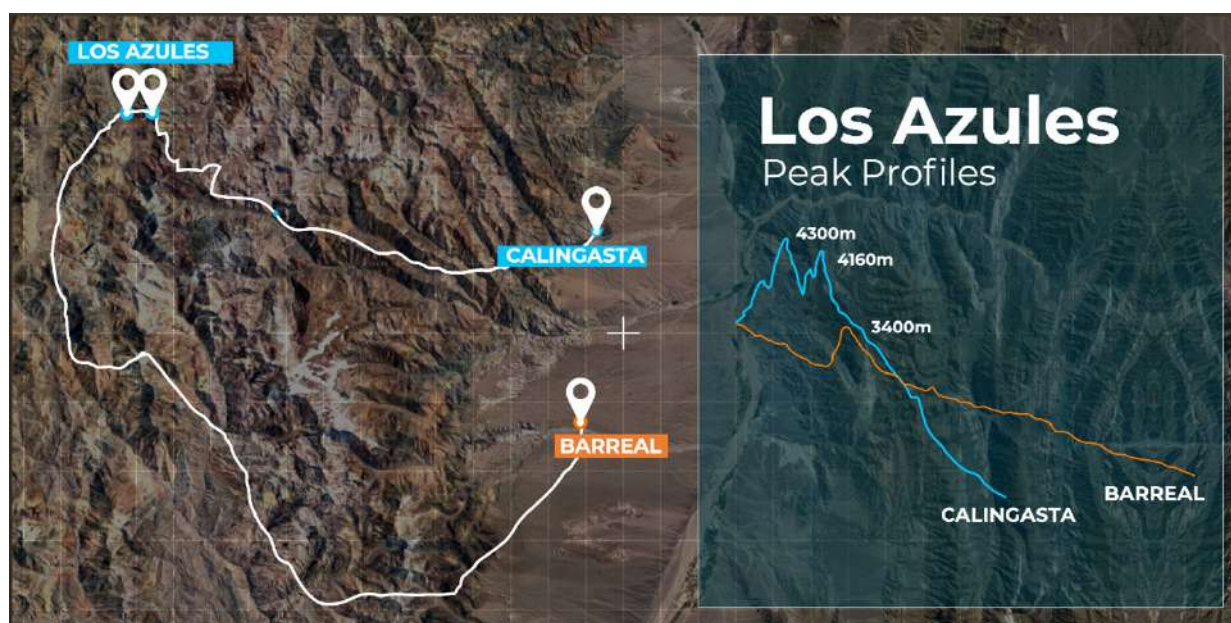 LOS AZULES
CALINGASTA
BARREAL
Los Azules
Peak Profiles
4300m
4160m
3400m
BARREAL
CALINGASTA